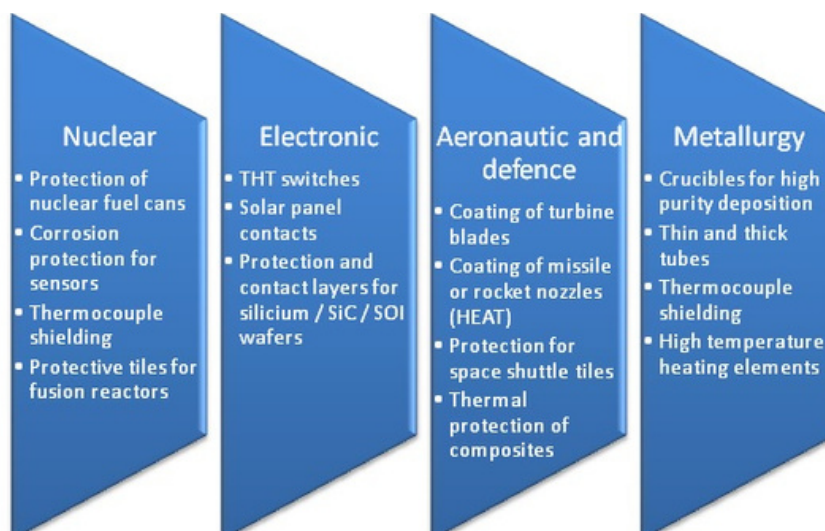 Nuclear
▪ Protection of
nuclear fuel cans
▪ Corrosion
protection for
sensors
▪ Thermocouple
shielding
▪ Protective tiles for
fusion reactors
Electronic
▪ THT switches
▪ Solar panel
contacts
▪ Protection and
contact layers for
silicium / SiC / SOI
wafers
Aeronautic and
defence
▪ Coating of turbine
blades
▪ Coating of missile
or rocket nozzles
(HEAT)
▪ Protection for
space shuttle tiles
▪ Thermal
protection of
composites
Metallurgy
▪ Crucibles for high
purity deposition
▪ Thin and thick
tubes
▪ Thermocouple
shielding
▪ High temperature
heating elements